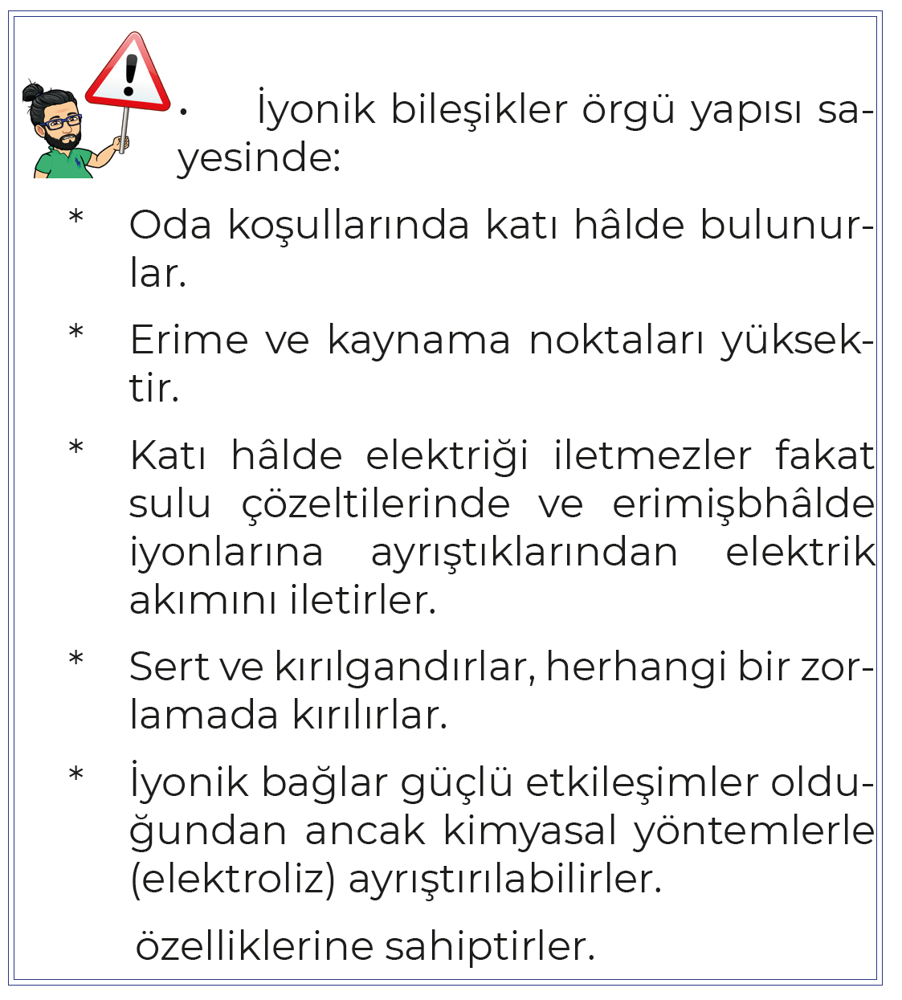 • İyonik bileşikler örgü yapısı sa-
yesinde:
* Oda koşullarında katı hâlde bulunur-
lar.
* Erime ve kaynama noktaları yüksek-
tir.
* Katı hâlde elektriği iletmezler fakat
sulu çözeltilerinde ve erimişbhâlde
iyonlarına ayrıştıklarından elektrik
akımını iletirler.
* Sert ve kırılgandırlar, herhangi bir zor-
lamada kırılırlar.
* İyonik bağlar güçlü etkileşimler oldu-
ğundan ancak kimyasal yöntemlerle
(elektroliz) ayrıştırılabilirler.
özelliklerine sahiptirler.